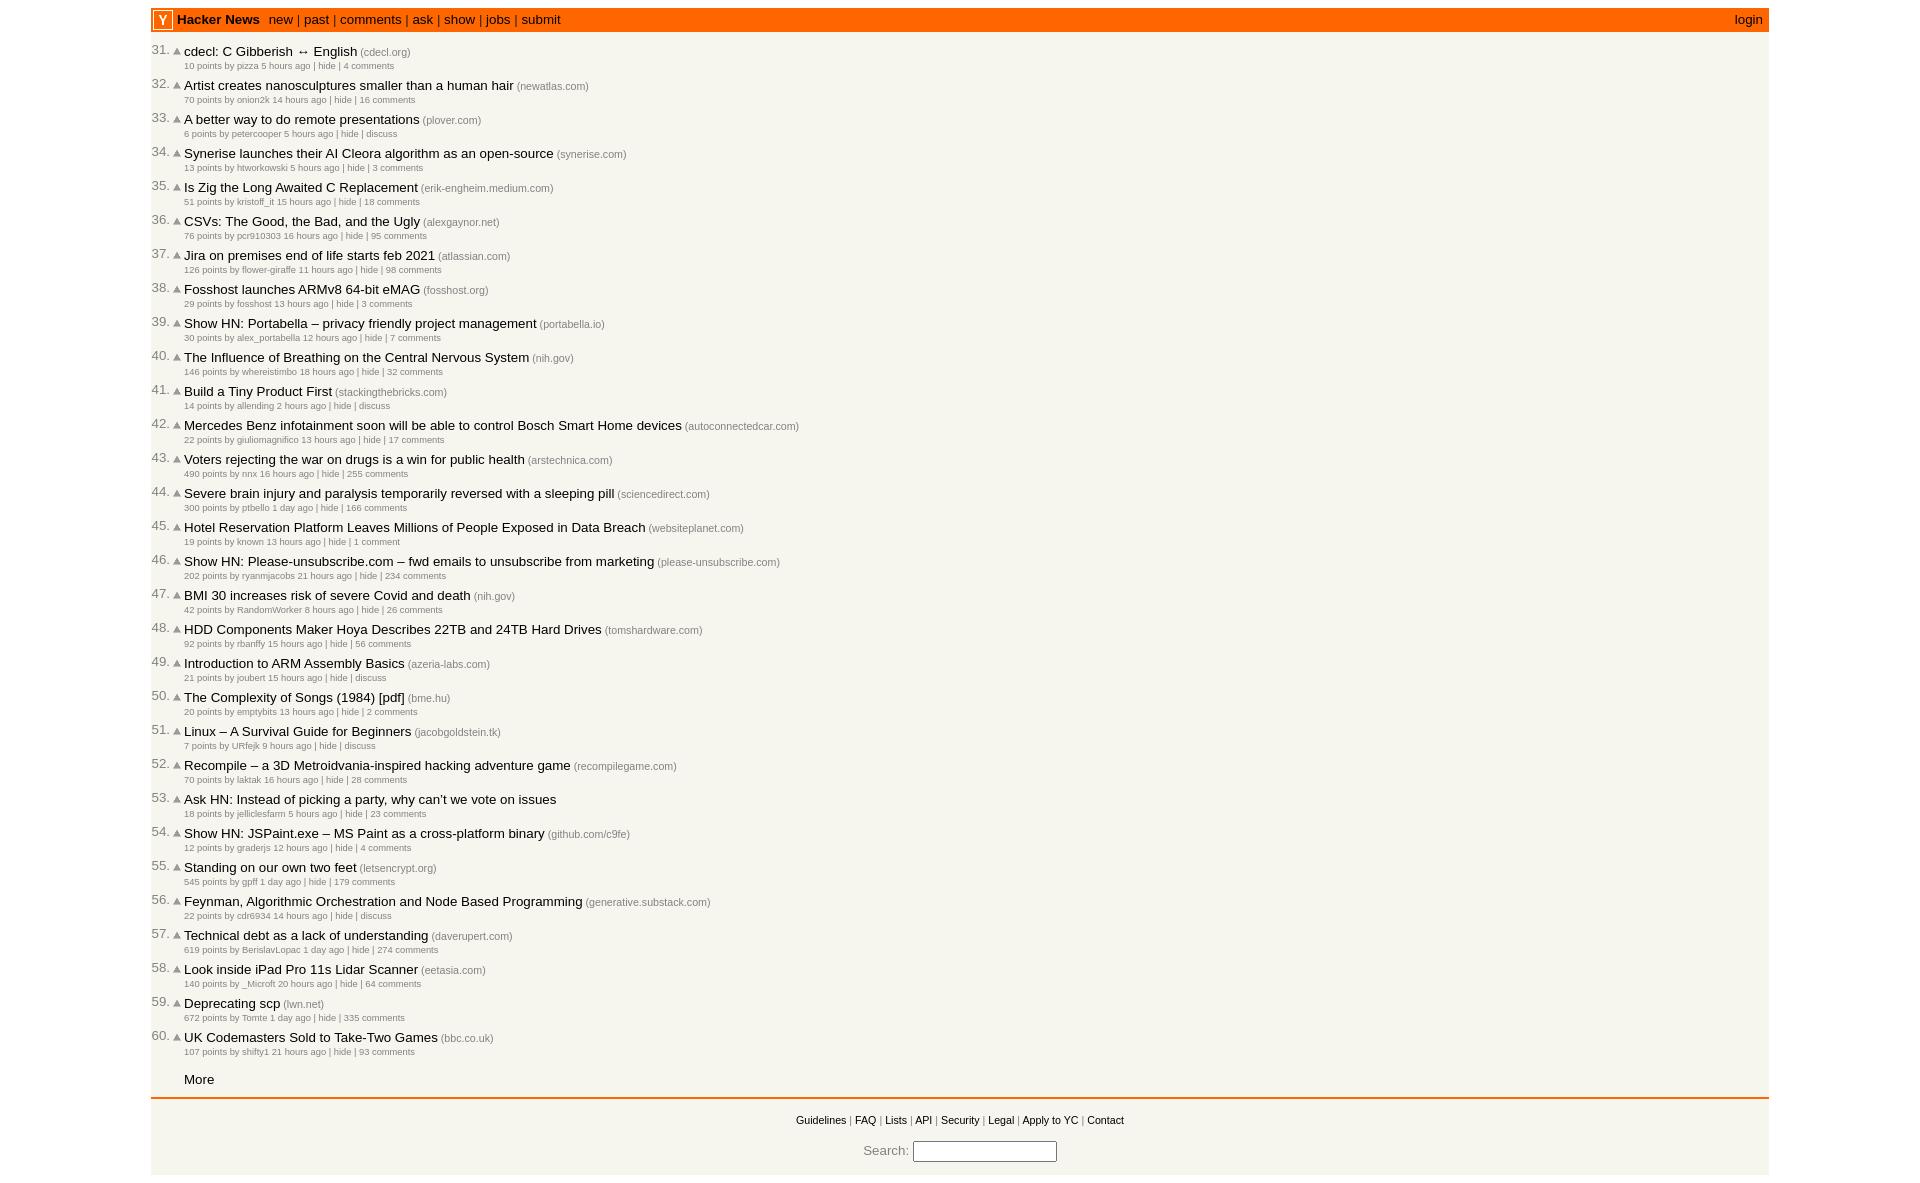 Y Hacker News new | past | comments | ask | show | jobs | submit login
31. cdecl: C Gibberish ↔ English (cdecl.org)
10 points by pizza 5 hours ago | hide | 4 comments
32. Artist creates nanosculptures smaller than a human hair (newatlas.com)
70 points by onion2k 14 hours ago | hide | 16 comments
33. A better way to do remote presentations (plover.com)
6 points by petercooper 5 hours ago | hide | discuss
34. Synerise launches their AI Cleora algorithm as an open-source (synerise.com)
13 points by htworkowski 5 hours ago | hide | 3 comments
35. Is Zig the Long Awaited C Replacement (erik-engheim.medium.com)
51 points by kristoff_it 15 hours ago | hide | 18 comments
36. CSVs: The Good, the Bad, and the Ugly (alexgaynor.net)
76 points by pcr910303 16 hours ago | hide | 95 comments
37. Jira on premises end of life starts feb 2021 (atlassian.com)
126 points by flower-giraffe 11 hours ago | hide | 98 comments
38. Fosshost launches ARMv8 64-bit eMAG (fosshost.org)
29 points by fosshost 13 hours ago | hide | 3 comments
39. Show HN: Portabella – privacy friendly project management (portabella.io)
30 points by alex_portabella 12 hours ago | hide | 7 comments
40. The Influence of Breathing on the Central Nervous System (nih.gov)
146 points by whereistimbo 18 hours ago | hide | 32 comments
41. Build a Tiny Product First (stackingthebricks.com)
14 points by allending 2 hours ago | hide | discuss
42. Mercedes Benz infotainment soon will be able to control Bosch Smart Home devices (autoconnectedcar.com)
22 points by giuliomagnifico 13 hours ago | hide | 17 comments
43. Voters rejecting the war on drugs is a win for public health (arstechnica.com)
490 points by nnx 16 hours ago | hide | 255 comments
44. Severe brain injury and paralysis temporarily reversed with a sleeping pill (sciencedirect.com)
300 points by ptbello 1 day ago | hide | 166 comments
45. Hotel Reservation Platform Leaves Millions of People Exposed in Data Breach (websiteplanet.com)
19 points by known 13 hours ago | hide | 1 comment
46. Show HN: Please-unsubscribe.com – fwd emails to unsubscribe from marketing (please-unsubscribe.com)
202 points by ryanmjacobs 21 hours ago | hide | 234 comments
47. BMI 30 increases risk of severe Covid and death (nih.gov)
42 points by RandomWorker 8 hours ago | hide | 26 comments
48. HDD Components Maker Hoya Describes 22TB and 24TB Hard Drives (tomshardware.com)
92 points by rbanffy 15 hours ago | hide | 56 comments
49. Introduction to ARM Assembly Basics (azeria-labs.com)
21 points by joubert 15 hours ago | hide | discuss
50. The Complexity of Songs (1984) [pdf] (bme.hu)
20 points by emptybits 13 hours ago | hide | 2 comments
51. Linux – A Survival Guide for Beginners (jacobgoldstein.tk)
7 points by URfejk 9 hours ago | hide | discuss
52. Recompile – a 3D Metroidvania-inspired hacking adventure game (recompilegame.com)
70 points by laktak 16 hours ago | hide | 28 comments
53. Ask HN: Instead of picking a party, why can’t we vote on issues
18 points by jelliclesfarm 5 hours ago | hide | 23 comments
54. Show HN: JSPaint.exe – MS Paint as a cross-platform binary (github.com/c9fe)
12 points by graderjs 12 hours ago | hide | 4 comments
55. Standing on our own two feet (letsencrypt.org)
545 points by gpff 1 day ago | hide | 179 comments
56. Feynman, Algorithmic Orchestration and Node Based Programming (generative.substack.com)
22 points by cdr6934 14 hours ago | hide | discuss
57. Technical debt as a lack of understanding (daverupert.com)
619 points by BerislavLopac 1 day ago | hide | 274 comments
58. Look inside iPad Pro 11s Lidar Scanner (eetasia.com)
140 points by _Microft 20 hours ago | hide | 64 comments
59. Deprecating scp (lwn.net)
672 points by Tomte 1 day ago | hide | 335 comments
60. UK Codemasters Sold to Take-Two Games (bbc.co.uk)
107 points by shifty1 21 hours ago | hide | 93 comments
More
Guidelines | FAQ | Lists | API | Security | Legal | Apply to YC | Contact
Search: